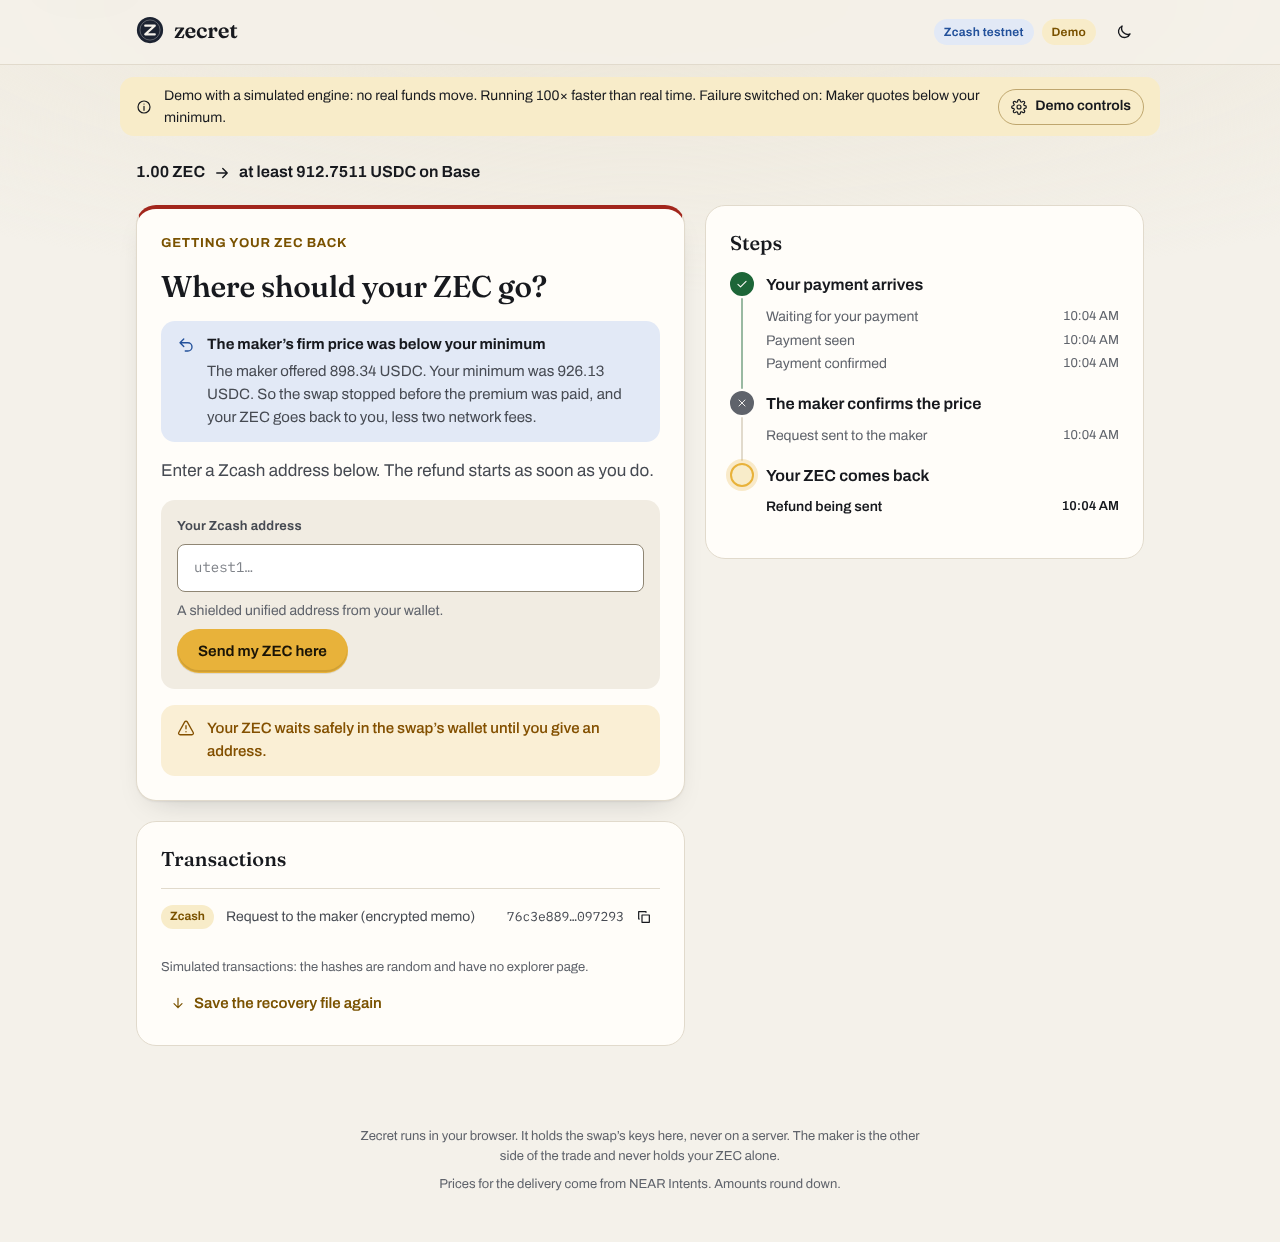 zecret
Zcash testnet
Demo
Demo with a simulated engine: no real funds move. Running 100× faster than real time. Failure switched on: Maker quotes below your
minimum.
Demo controls
1.00 ZEC → at least 912.7511 USDC on Base
GETTING YOUR ZEC BACK
Where should your ZEC go?
The maker’s firm price was below your minimum
The maker offered 898.34 USDC. Your minimum was 926.13
USDC. So the swap stopped before the premium was paid, and
your ZEC goes back to you, less two network fees.
Enter a Zcash address below. The refund starts as soon as you do.
Your Zcash address
utest1…
A shielded unified address from your wallet.
Send my ZEC here
Your ZEC waits safely in the swap’s wallet until you give an
address.
Steps
Your payment arrives
Waiting for your payment 10:04 AM
Payment seen 10:04 AM
Payment confirmed 10:04 AM
The maker confirms the price
Request sent to the maker 10:04 AM
Your ZEC comes back
Refund being sent 10:04 AM
Transactions
Zcash Request to the maker (encrypted memo) 76c3e889…097293
Simulated transactions: the hashes are random and have no explorer page.
Save the recovery file again
Zecret runs in your browser. It holds the swap’s keys here, never on a server. The maker is the other
side of the trade and never holds your ZEC alone.
Prices for the delivery come from NEAR Intents. Amounts round down.